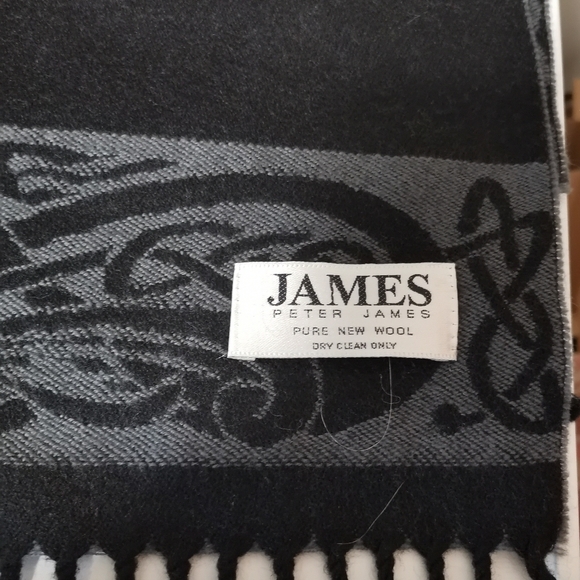 JAMES
PETER JAMES
PURE NEW WOOL
DRY CLEAN ONLY